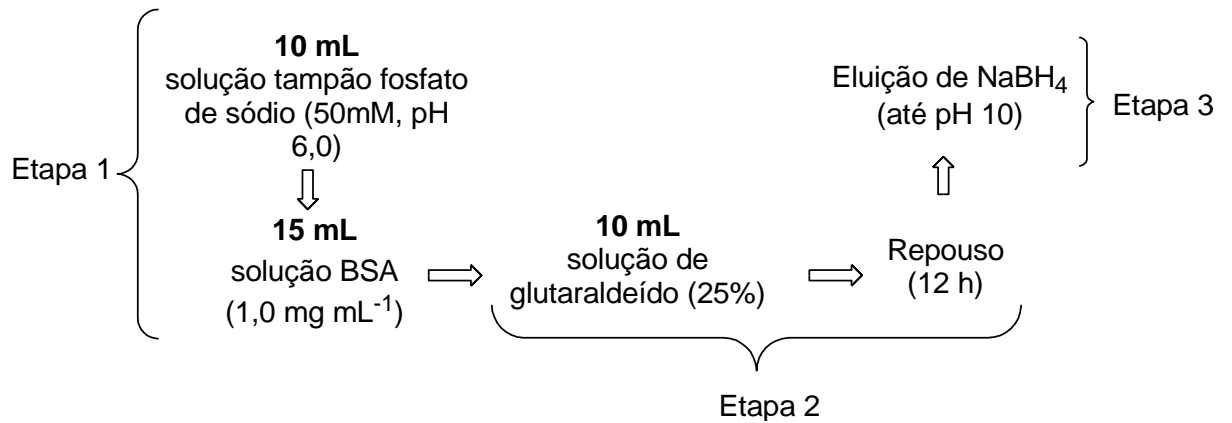 Etapa 1
10 mL
solução tampão fosfato
de sódio (50mM, pH
6,0)
15 mL
solução BSA
(1,0 mg mL-1)
10 mL
solução de
glutaraldeído (25%)
Repouso
(12 h)
Etapa 2
Eluição de NaBH4
(até pH 10)
Etapa 3